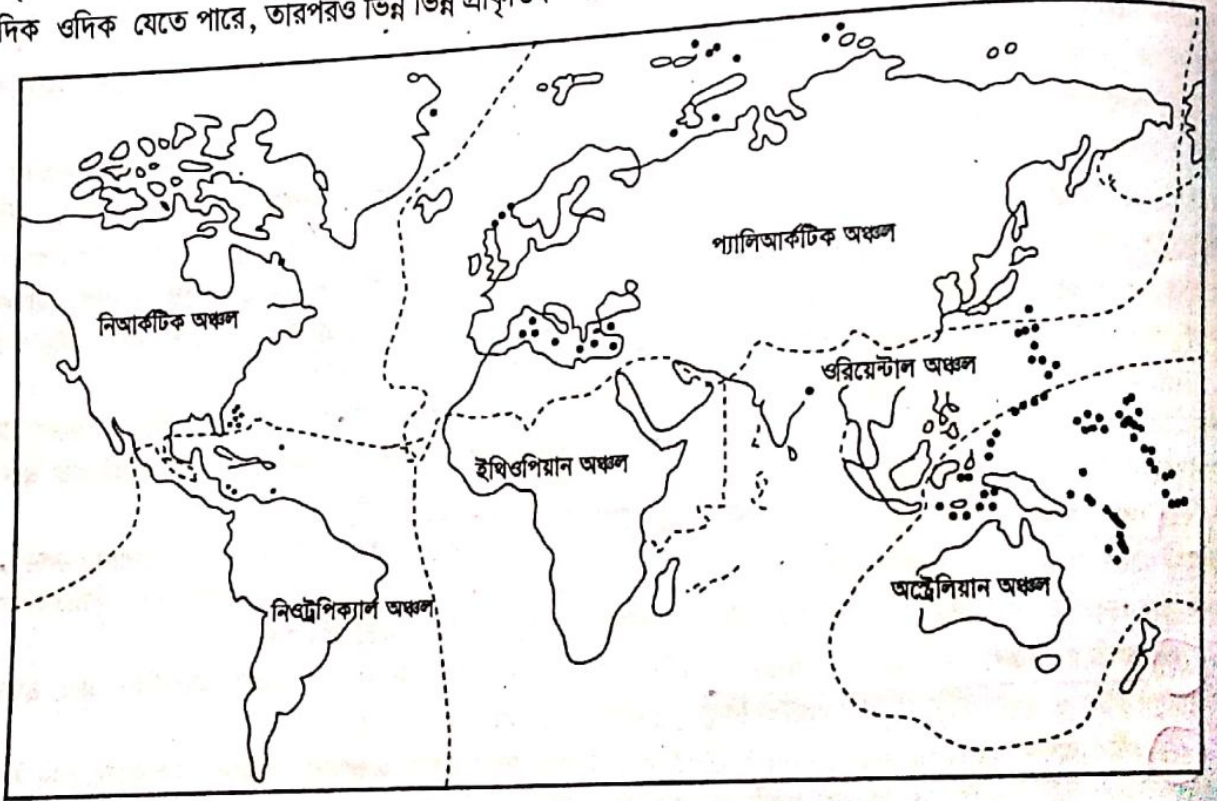 দিক ওদিক যেতে পারে, তারপরও ভিন্ন ভিন্ন
প্যালিআর্কটিক অঞ্চল
নিআর্কটিক অঞ্চল
ওরিয়েন্টাল অঞ্চল
ইথিওপিয়ান অঞ্চল
অস্ট্রেলিয়ান অঞ্চল
নিওট্রপিক্যাল অঞ্চল